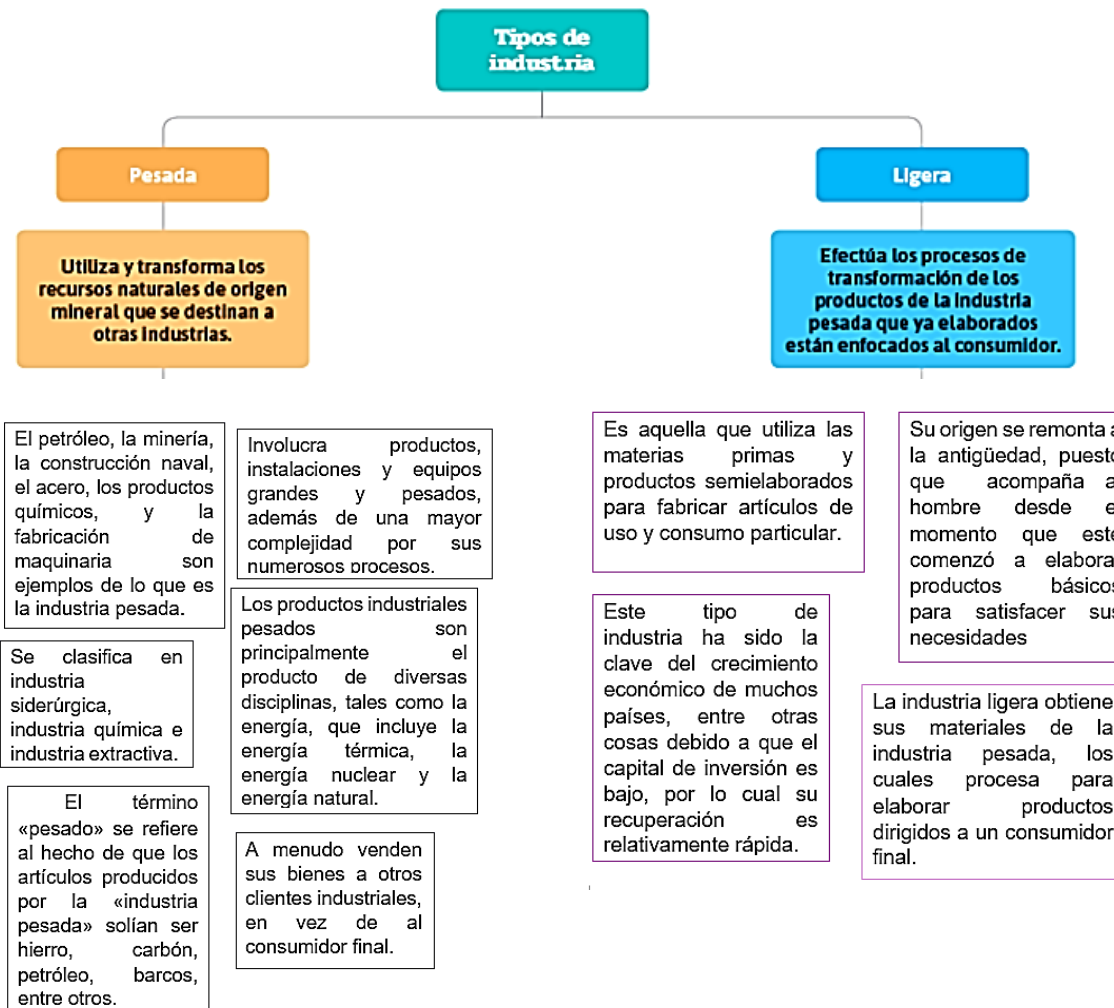 Tipos de
industria
Pesada
Utiliza y transforma los
recursos naturales de origen
mineral que se destinan a
otras industrias.
El petróleo, la minería,
la construcción naval,
el acero, los productos
químicos, y la
fabricación de
maquinaria son
ejemplos de lo que es
la industria pesada.
Involucra productos,
instalaciones y equipos
grandes y pesados,
además de una mayor
complejidad por sus
numerosos procesos.
Se clasifica en
industria
siderúrgica,
industria química e
industria extractiva.
Los productos industriales
pesados son
principalmente el
producto de diversas
disciplinas, tales como la
energía, que incluye la
energía térmica, la
energía nuclear y la
energía natural.
El término
«pesado» se refiere
al hecho de que los
artículos producidos
por la «industria
pesada» solían ser
hierro, carbón,
petróleo, barcos,
entre otros.
A menudo venden
sus bienes a otros
clientes industriales,
en vez de al
consumidor final.
Ligera
Efectúa los procesos de
transformación de los
productos de la industria
pesada que ya elaborados
están enfocados al consumidor.
Es aquella que utiliza las
materias primas y
productos semielaborados
para fabricar artículos de
uso y consumo particular.
Su origen se remonta a
la antigüedad, puesto
que acompaña a
hombre desde e
momento que este
comenzó a elabora
productos básicos
para satisfacer sus
necesidades
Este tipo de
industria ha sido la
clave del crecimiento
económico de muchos
países, entre otras
cosas debido a que el
capital de inversión es
bajo, por lo cual su
recuperación es
relativamente rápida.
La industria ligera obtiene
sus materiales de la
industria pesada, los
cuales procesa para
elaborar productos
dirigidos a un consumidor
final.